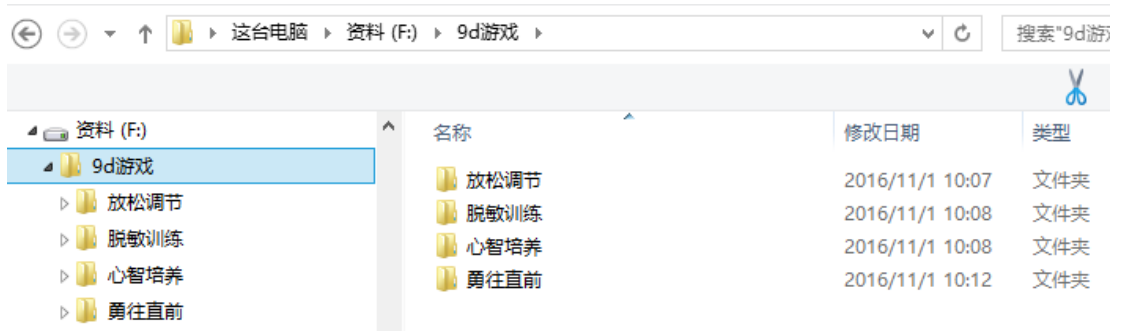 这台电脑 资料 (F:) 9d游戏 搜索"9d游
资料 (F:)
9d游戏
放松调节
脱敏训练
心智培养
勇往直前
名称 修改日期 类型
放松调节 2016/11/1 10:07 文件夹
脱敏训练 2016/11/1 10:08 文件夹
心智培养 2016/11/1 10:08 文件夹
勇往直前 2016/11/1 10:12 文件夹